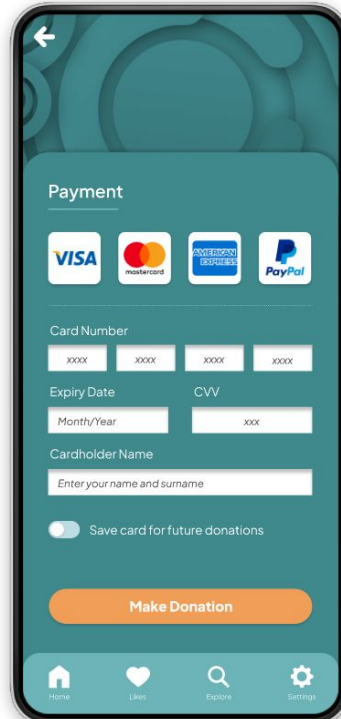 Payment
VISA mastercard AMERICAN EXPRESS PayPal
Card Number
xxxx xxxx xxxx xxxx
Expiry Date CVV
Month/Year xxx
Cardholder Name
Enter your name and surname
Save card for future donations
Make Donation
Home Likes Explore Settings